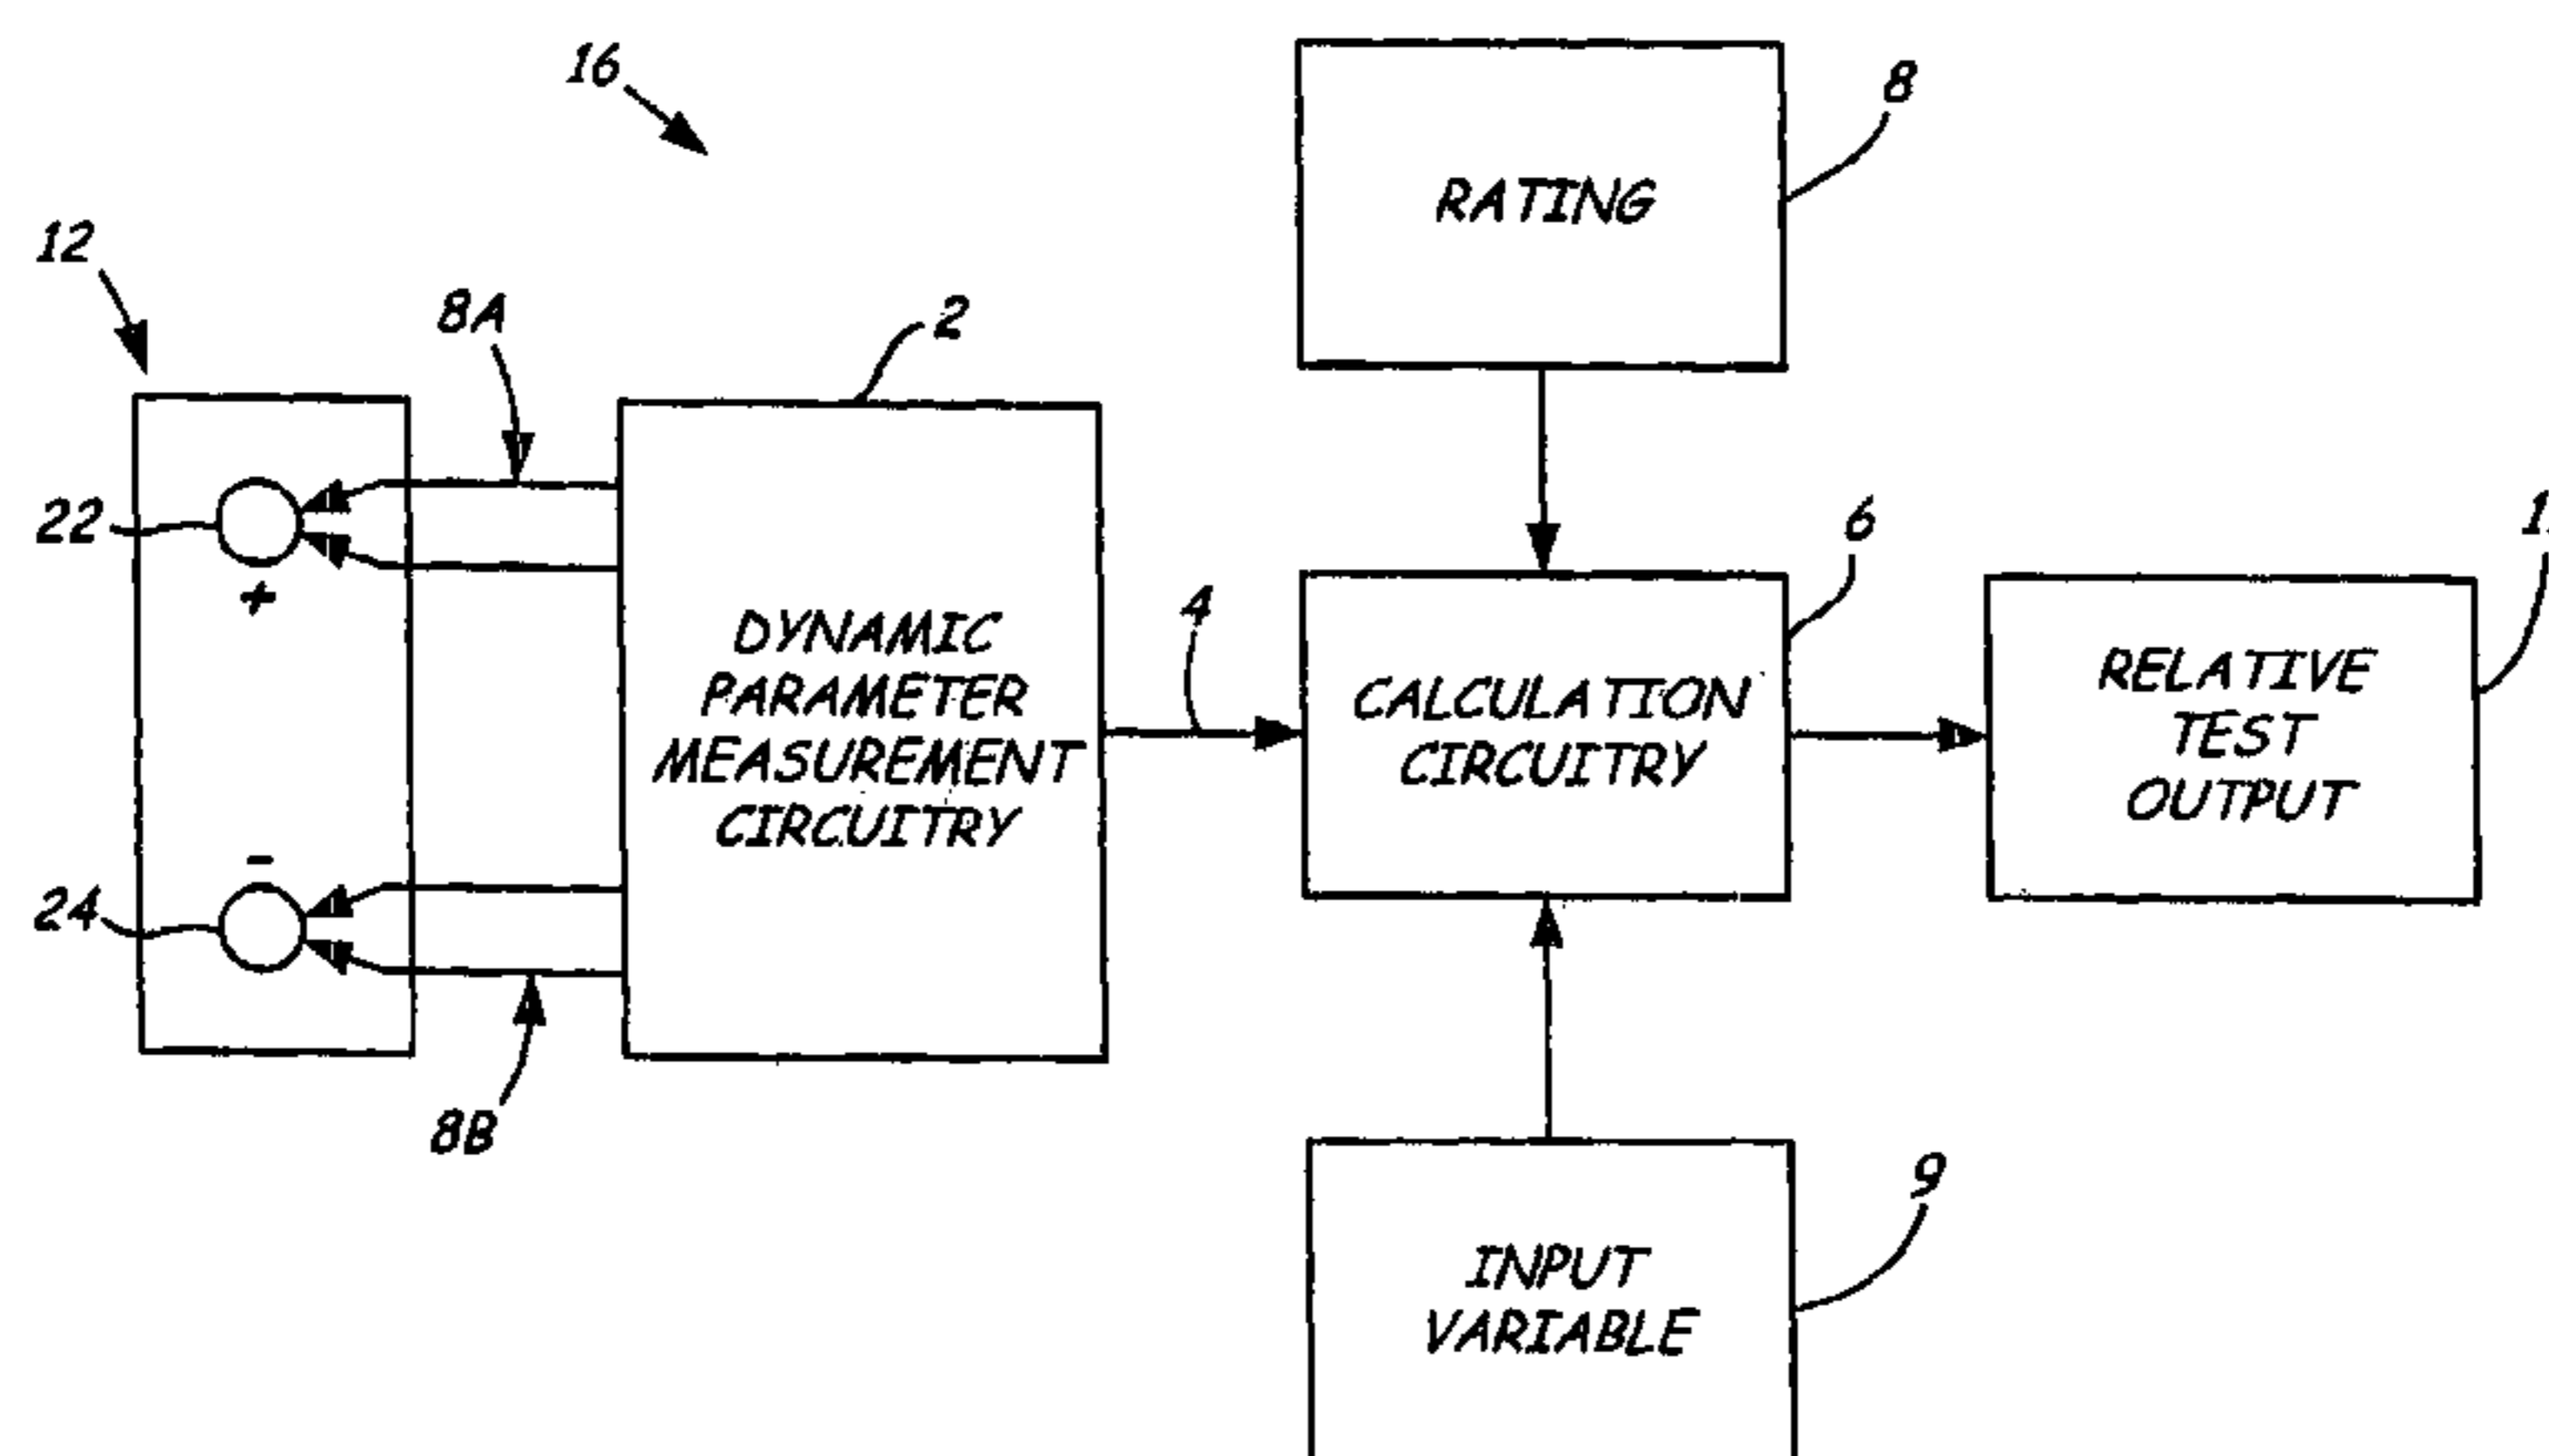 16
8
RATING
12
8A
2
22
+
6
4
DYNAMIC
PARAMETER
MEASUREMENT
CIRCUITRY
CALCULATION
CIRCUITRY
RELATIVE
TEST
OUTPUT
-
24
8B
9
INPUT
VARIABLE